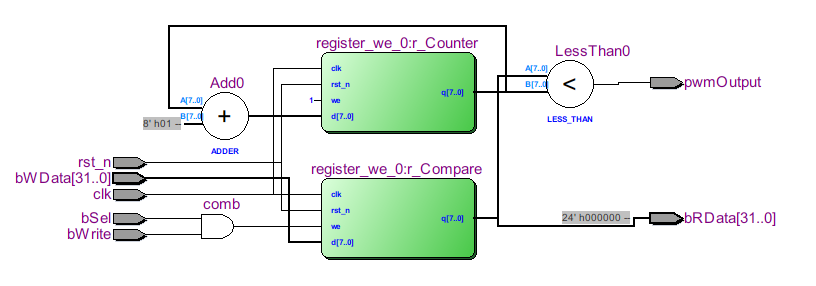 register_we_0:r_Counter
LessThan0
Add0
clk
rst_n
1
we
d[7..0]
q[7..0]
A[7..0]
B[7..0]
<
LESS_THAN
pwmOutput
A[7..0]
B[7..0]
8' h01
+
ADDER
register_we_0:r_Compare
rst_n
bWData[31..0]
clk
bSel
bWrite
comb
clk
rst_n
we
d[7..0]
q[7..0]
24' h000000
bRData[31..0]